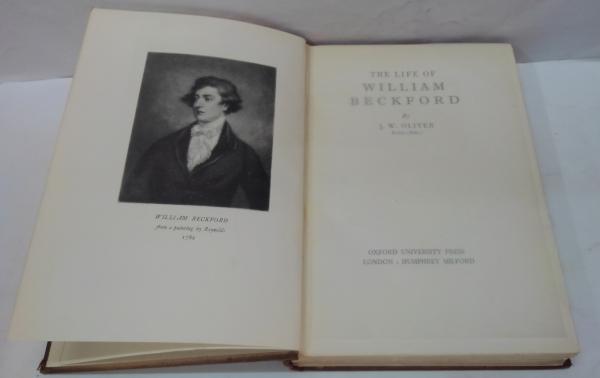 WILLIAM BECKFORD
from a painting by Reynolds
1782
THE LIFE OF
WILLIAM
BECKFORD
By
J. W. OLIVER
OXFORD UNIVERSITY PRESS
LONDON : HUMPHREY MILFORD